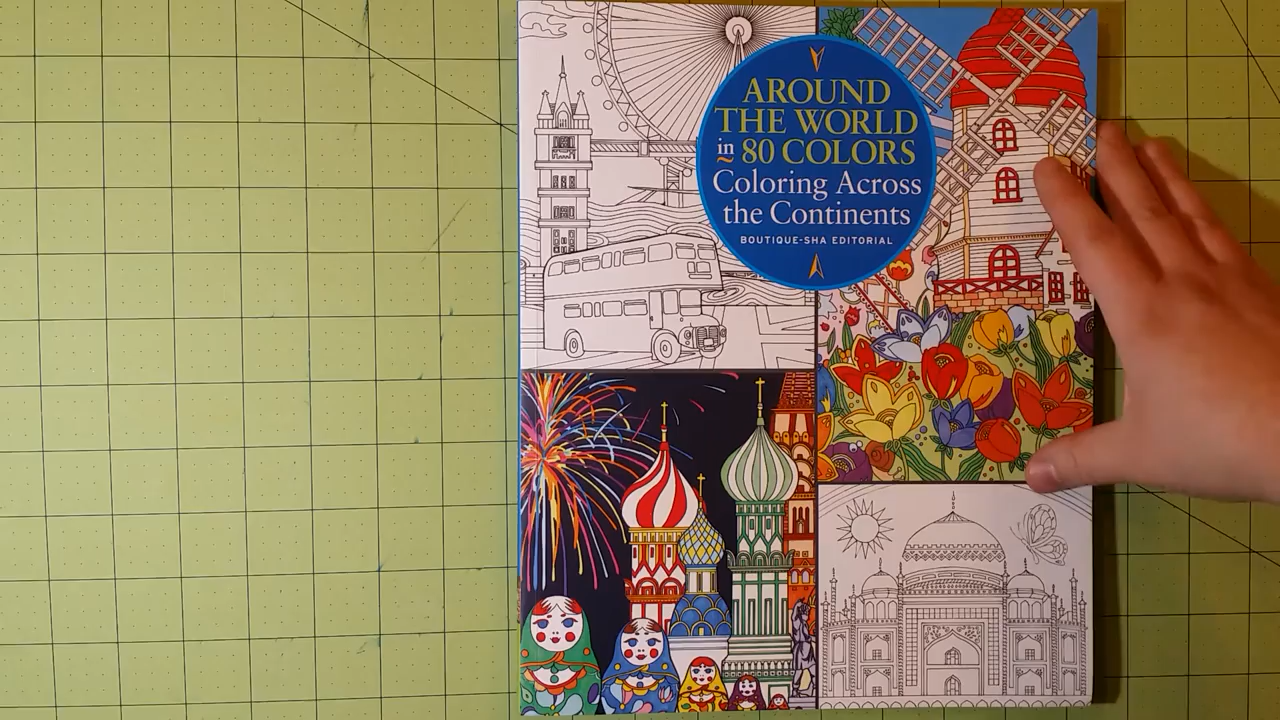 AROUND
THE WORLD
in 80 COLORS
Coloring Across
the Continents
BOUTIQUE-SHA EDITORIAL